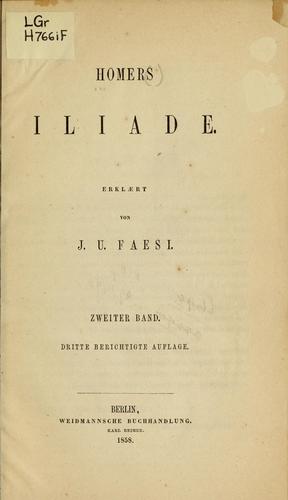 LGr
H766iF
HOMERS
ILIADE.
ERKLÆRT
VON
J. U. FAESI.
ZWEITER BAND.
DRITTE BERICHTIGTE AUFLAGE.
BERLIN,
WEIDMANNSCHE BUCHHANDLUNG.
KARL REIMER.
1858.